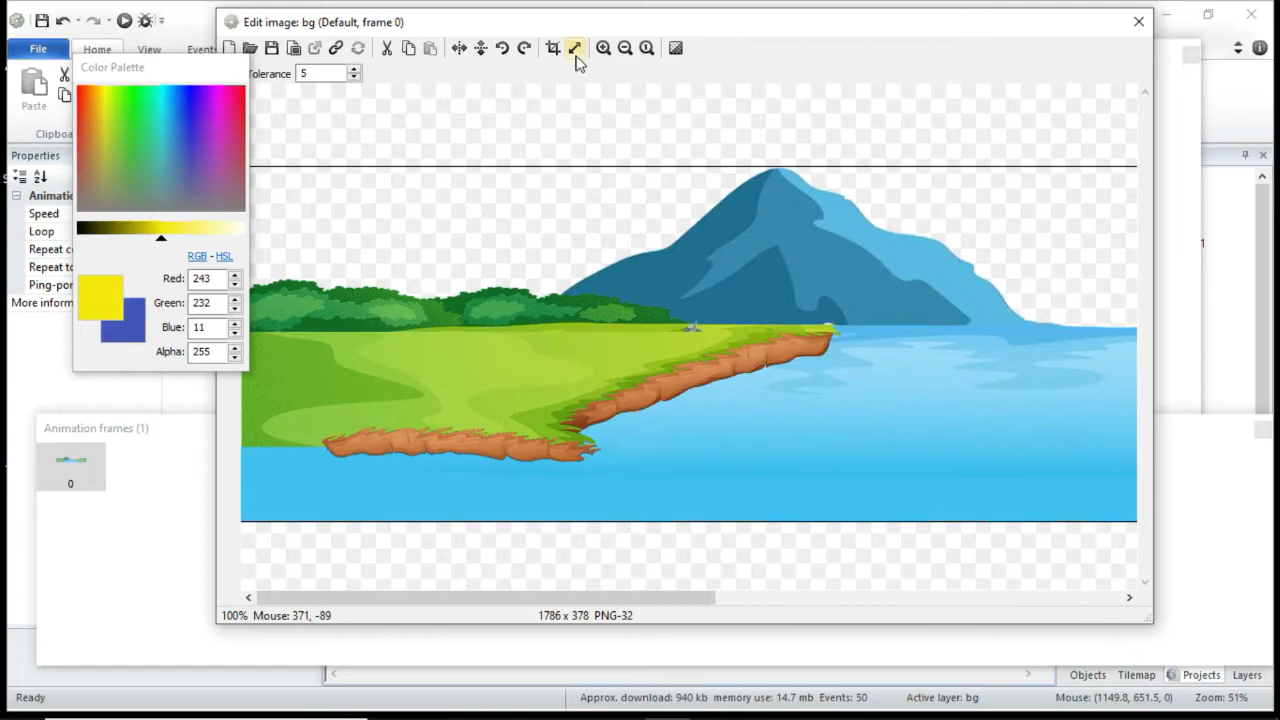 Edit image: bg (Default, frame 0)
File
Home
View
Events
Color Palette
Tolerance
5
Paste
Properties
Speed
Loop
RGB - HSL
Red:
243
Green:
232
Blue:
11
Alpha:
255
More inform
Animation frames (1)
0
100% Mouse: 371, -89
1786 x 378 PNG-32
Objects
Tilemap
Projects
Layers
Ready
Approx. download: 940 kb memory use: 14.7 mb Events: 50
Active layer: bg
Mouse: (1149.8, 651.5, 0)
Zoom: 51%